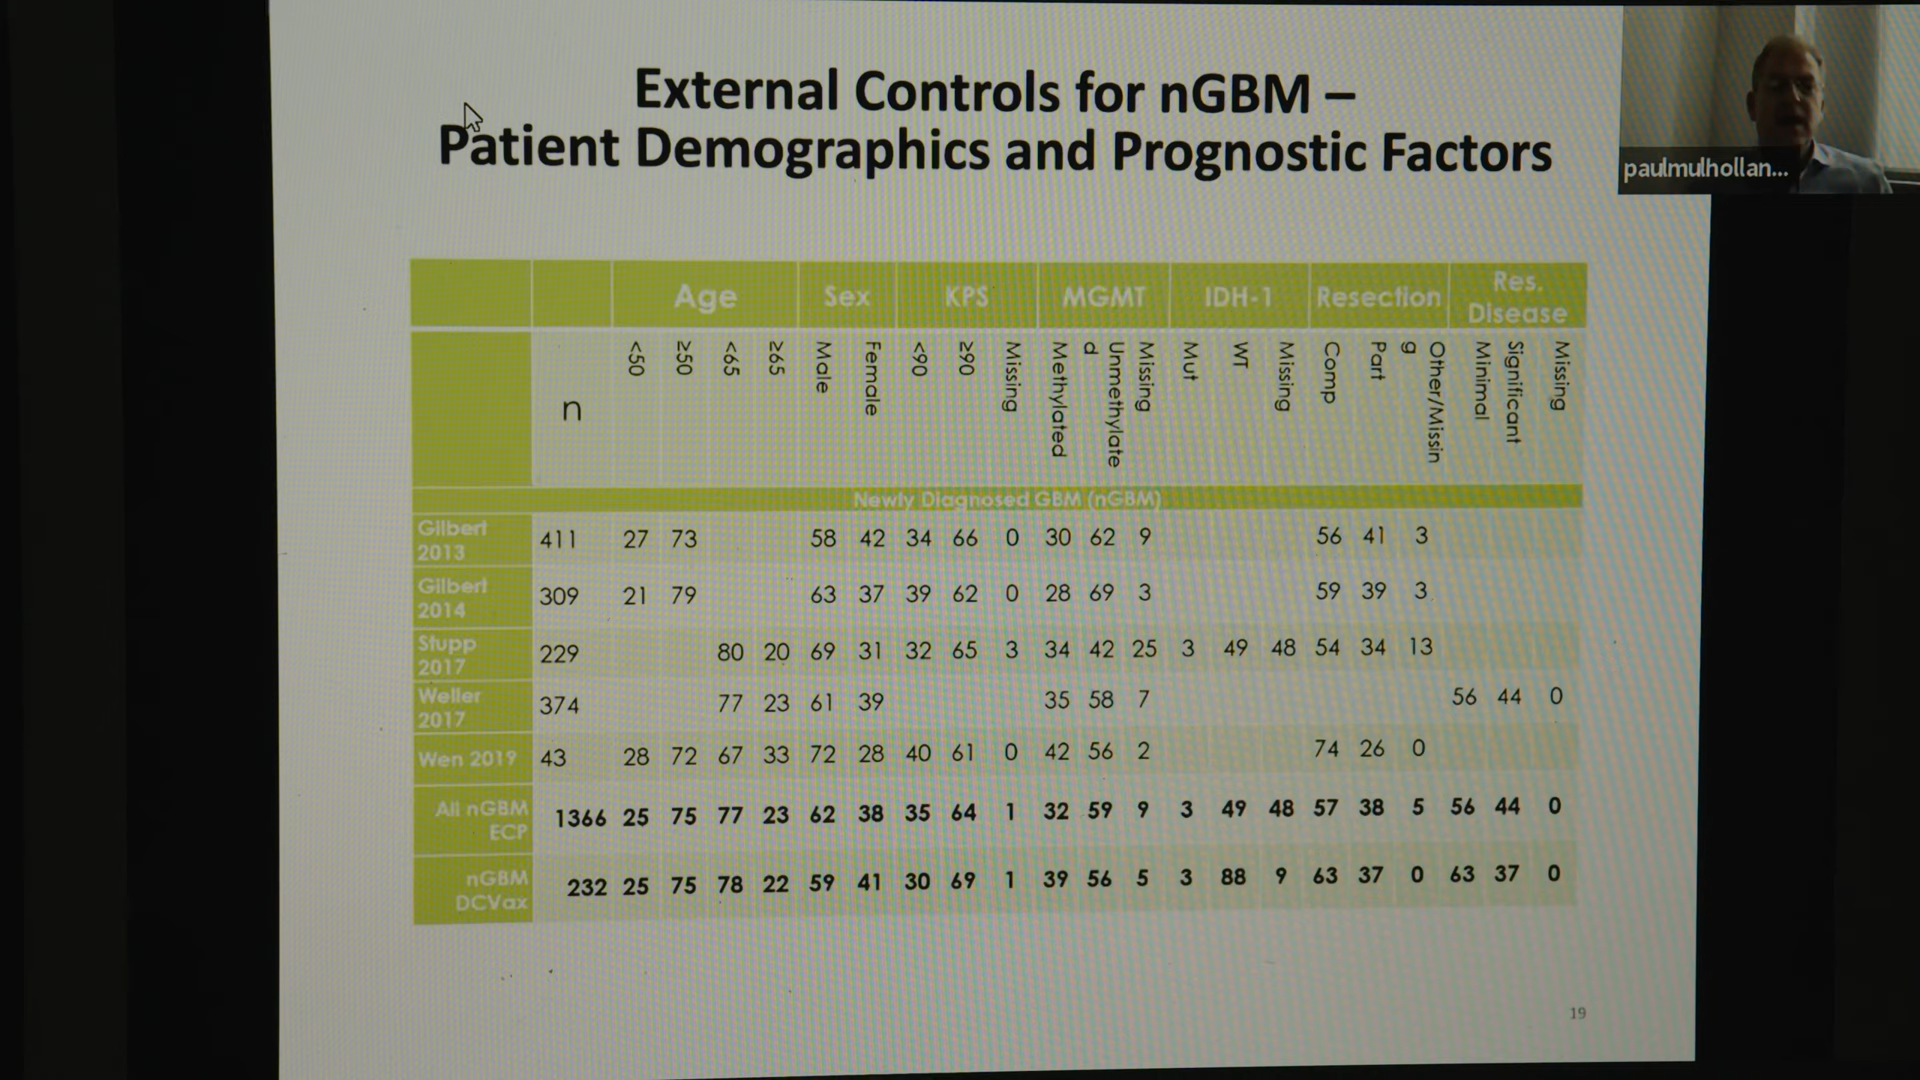 External Controls for nGBM –
Patient Demographics and Prognostic Factors
paulmulhollan...
Age Sex KPS MGMT IDH-1 Resection Res. Disease
n <50 ≥50 <65 ≥65 Male Female <90 ≥90 Missing Methylated Unmethylated Missing Mut WT Missing Comp Part Other/Missing Minimal Significant Missing
Newly Diagnosed GBM (nGBM)
Gilbert 2013 411 27 73 58 42 34 66 0 30 62 9 56 41 3
Gilbert 2014 309 21 79 63 37 39 62 0 28 69 3 59 39 3
Stupp 2017 229 80 20 69 31 32 65 3 34 42 25 3 49 48 54 34 13
Weller 2017 374 77 23 61 39 35 58 7 56 44 0
Wen 2019 43 28 72 67 33 72 28 40 61 0 42 56 2 74 26 0
All nGBM ECP 1366 25 75 77 23 62 38 35 64 1 32 59 9 3 49 48 57 38 5 56 44 0
nGBM DCVax 232 25 75 78 22 59 41 30 69 1 39 56 5 3 88 9 63 37 0 63 37 0
19